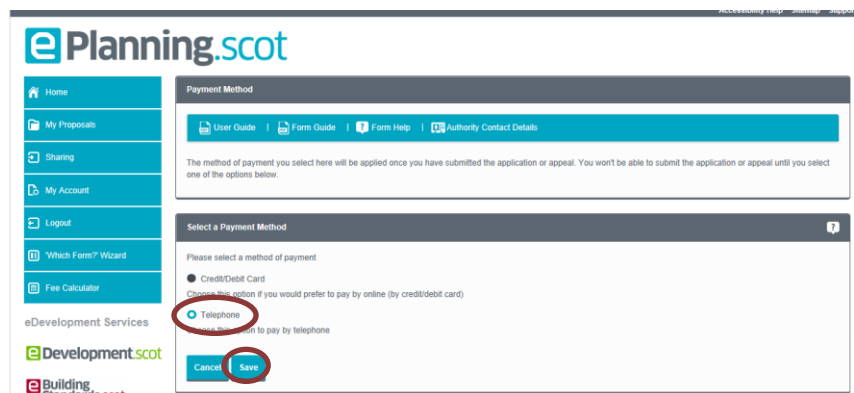 Accessibility Help Sitemap Support
ePlanning.scot
Home
My Proposals
Sharing
My Account
Logout
'Which Form?' Wizard
Fee Calculator
eDevelopment Services
eDevelopment.scot
eBuilding
Standards.scot
Payment Method
User Guide | Form Guide | Form Help | Authority Contact Details
The method of payment you select here will be applied once you have submitted the application or appeal. You won't be able to submit the application or appeal until you select
one of the options below.
Select a Payment Method
Please select a method of payment
Credit/Debit Card
Choose this option if you would prefer to pay by online (by credit/debit card)
Telephone
Choose this option to pay by telephone
Cancel Save